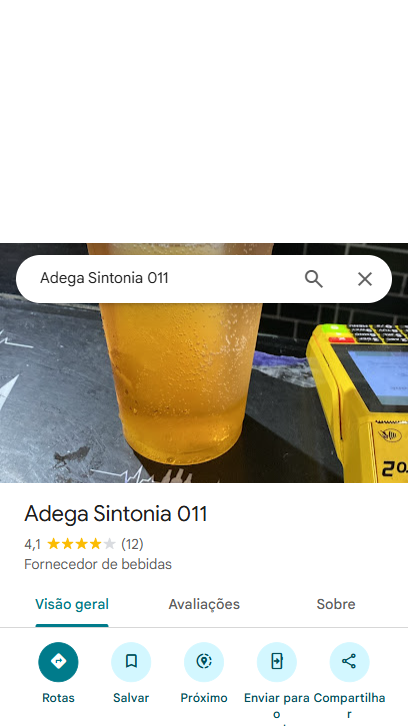 Adega Sintonia 011
Adega Sintonia 011
4,1 (12)
Fornecedor de bebidas
Visão geral Avaliações Sobre
Rotas Salvar Próximo Enviar para o Compartilhar